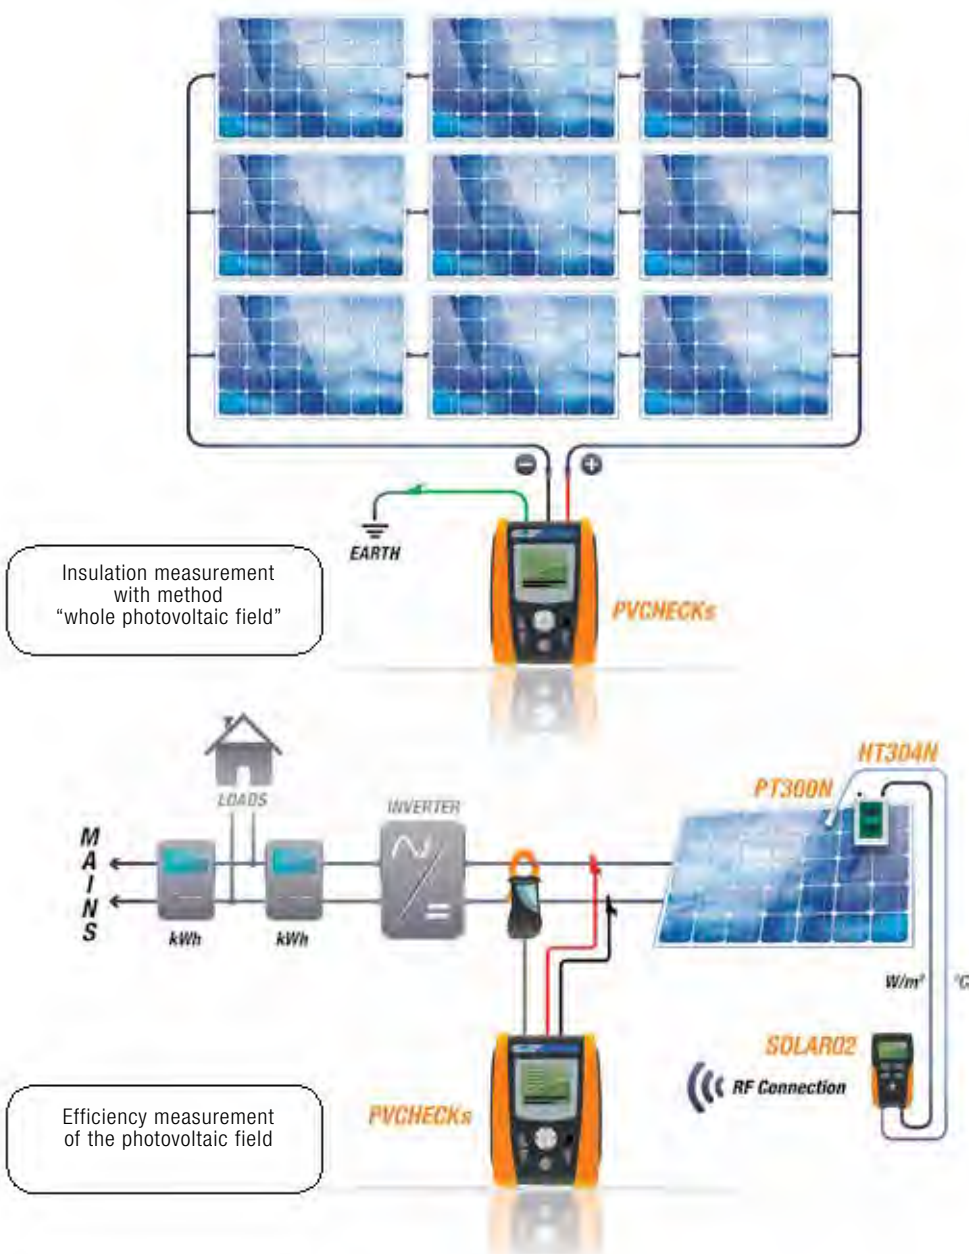 −
+
EARTH
Insulation measurement
with method
“whole photovoltaic field”
PVCHECKs
HT304N
PT300N
LOADS
INVERTER
MAINS
kWh
kWh
W/m²
°C
SOLAR02
RF Connection
PVCHECKs
Efficiency measurement
of the photovoltaic field